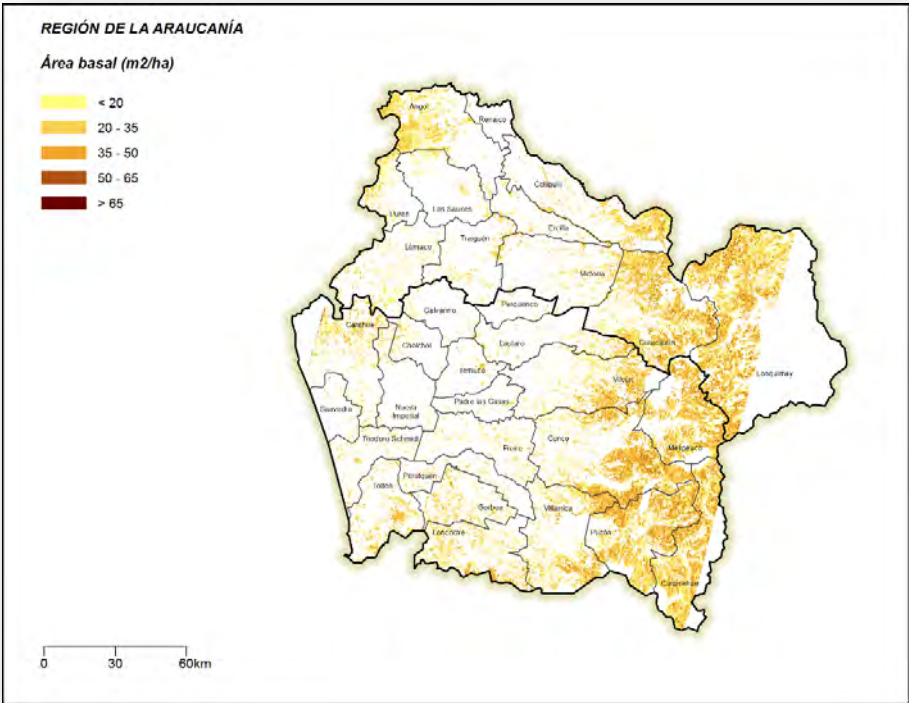 REGIÓN DE LA ARAUCANÍA
Área basal (m2/ha)
< 20
20 - 35
35 - 50
50 - 65
> 65
Angol
Renaico
Collipulli
Los Sauces
Purén
Ercilla
Lumaco
Traiguén
Victoria
Galvarino
Perquenco
Carahue
Cholchol
Lautaro
Curacautín
Lonquimay
Temuco
Vilcún
Saavedra
Nueva
Imperial
Padre las Casas
Teodoro Schmidt
Freire
Cunco
Melipeuco
Pitrufquén
Toltén
Gorbea
Villarrica
Loncoche
Pucón
Curarrehue
0
30
60km